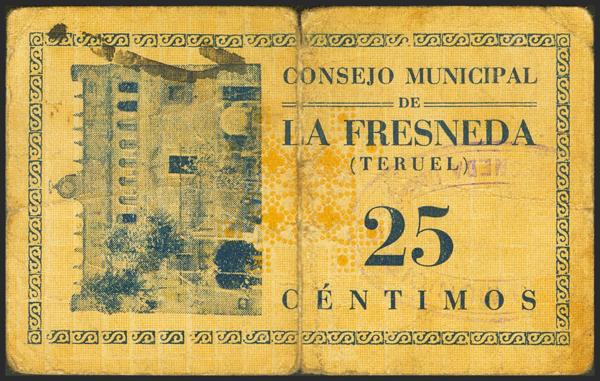 CONSEJO MUNICIPAL
DE
LA FRESNEDA
(TERUEL)
25
CÉNTIMOS